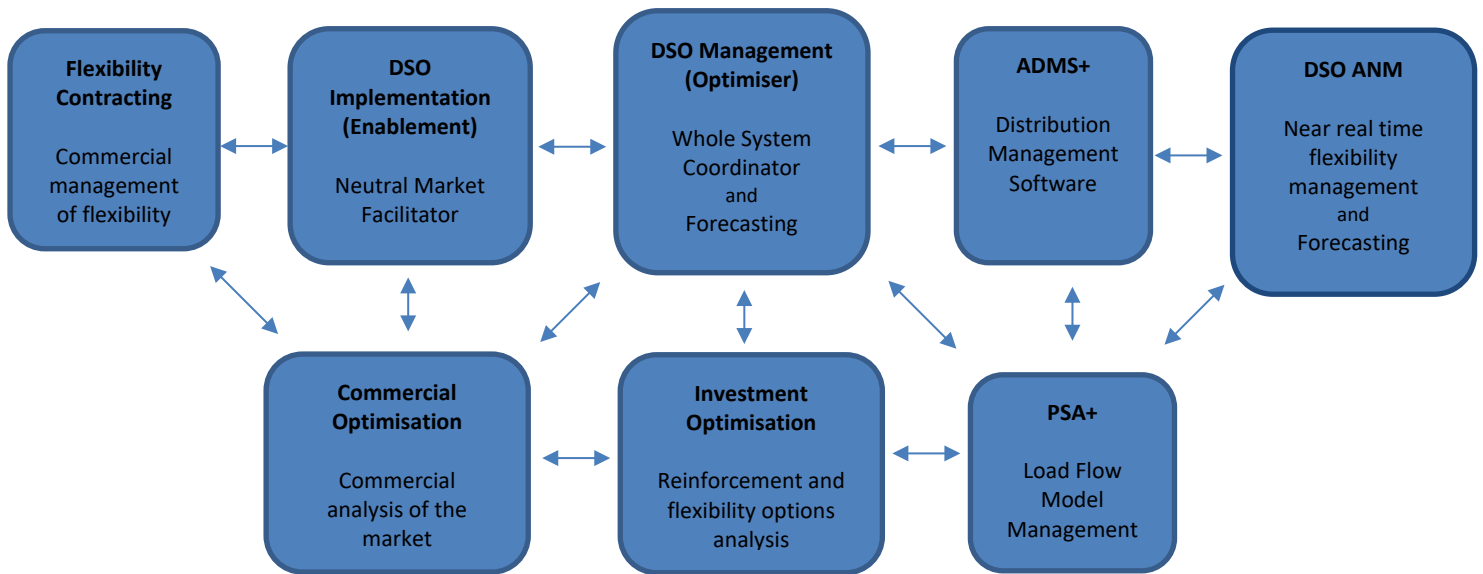 Flexibility
Contracting
Commercial
management
of flexibility
DSO
Implementation
(Enablement)
Neutral Market
Facilitator
DSO Management
(Optimiser)
Whole System
Coordinator
and
Forecasting
ADMS+
Distribution
Management
Software
DSO ANM
Near real time
flexibility
management
and
Forecasting
Commercial
Optimisation
Commercial
analysis of the
market
Investment
Optimisation
Reinforcement and
flexibility options
analysis
PSA+
Load Flow
Model
Management